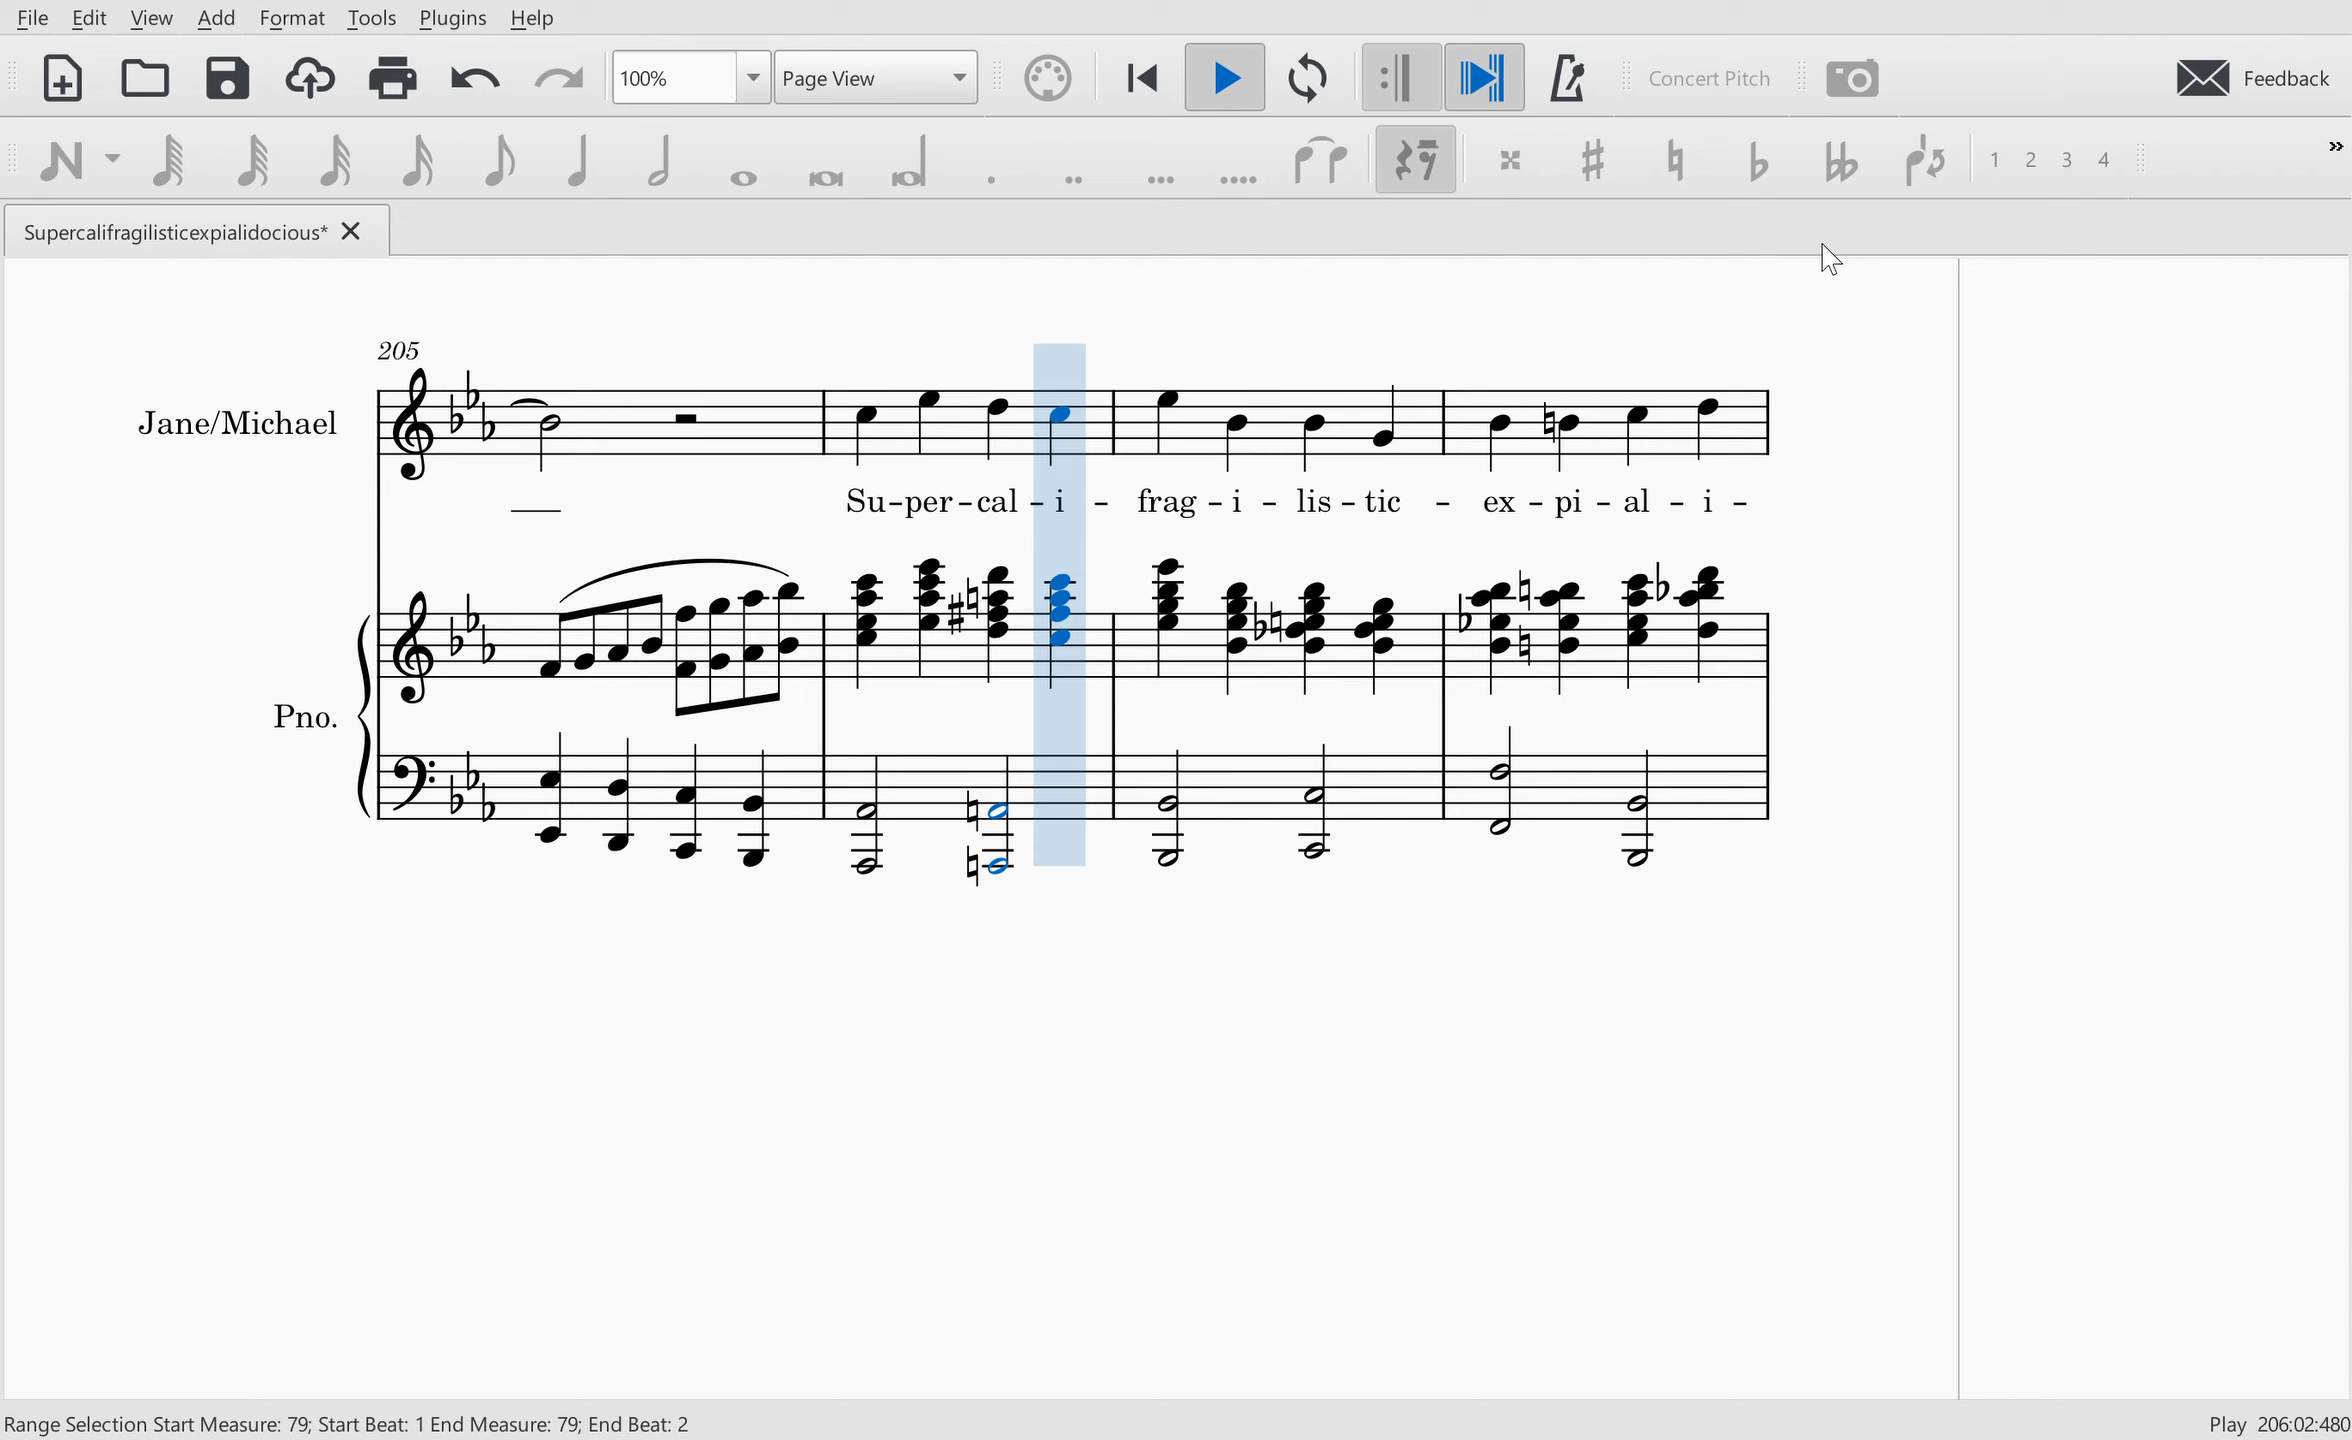 File Edit View Add Format Tools Plugins Help
100% Page View Concert Pitch Feedback
1 2 3 4 »
Supercalifragilisticexpialidocious*
205
Jane/Michael
Su-per-cal-i-frag-i-lis-tic-ex-pi-al-i-
Pno.
Range Selection Start Measure: 79; Start Beat: 1 End Measure: 79; End Beat: 2 Play 206:02:480